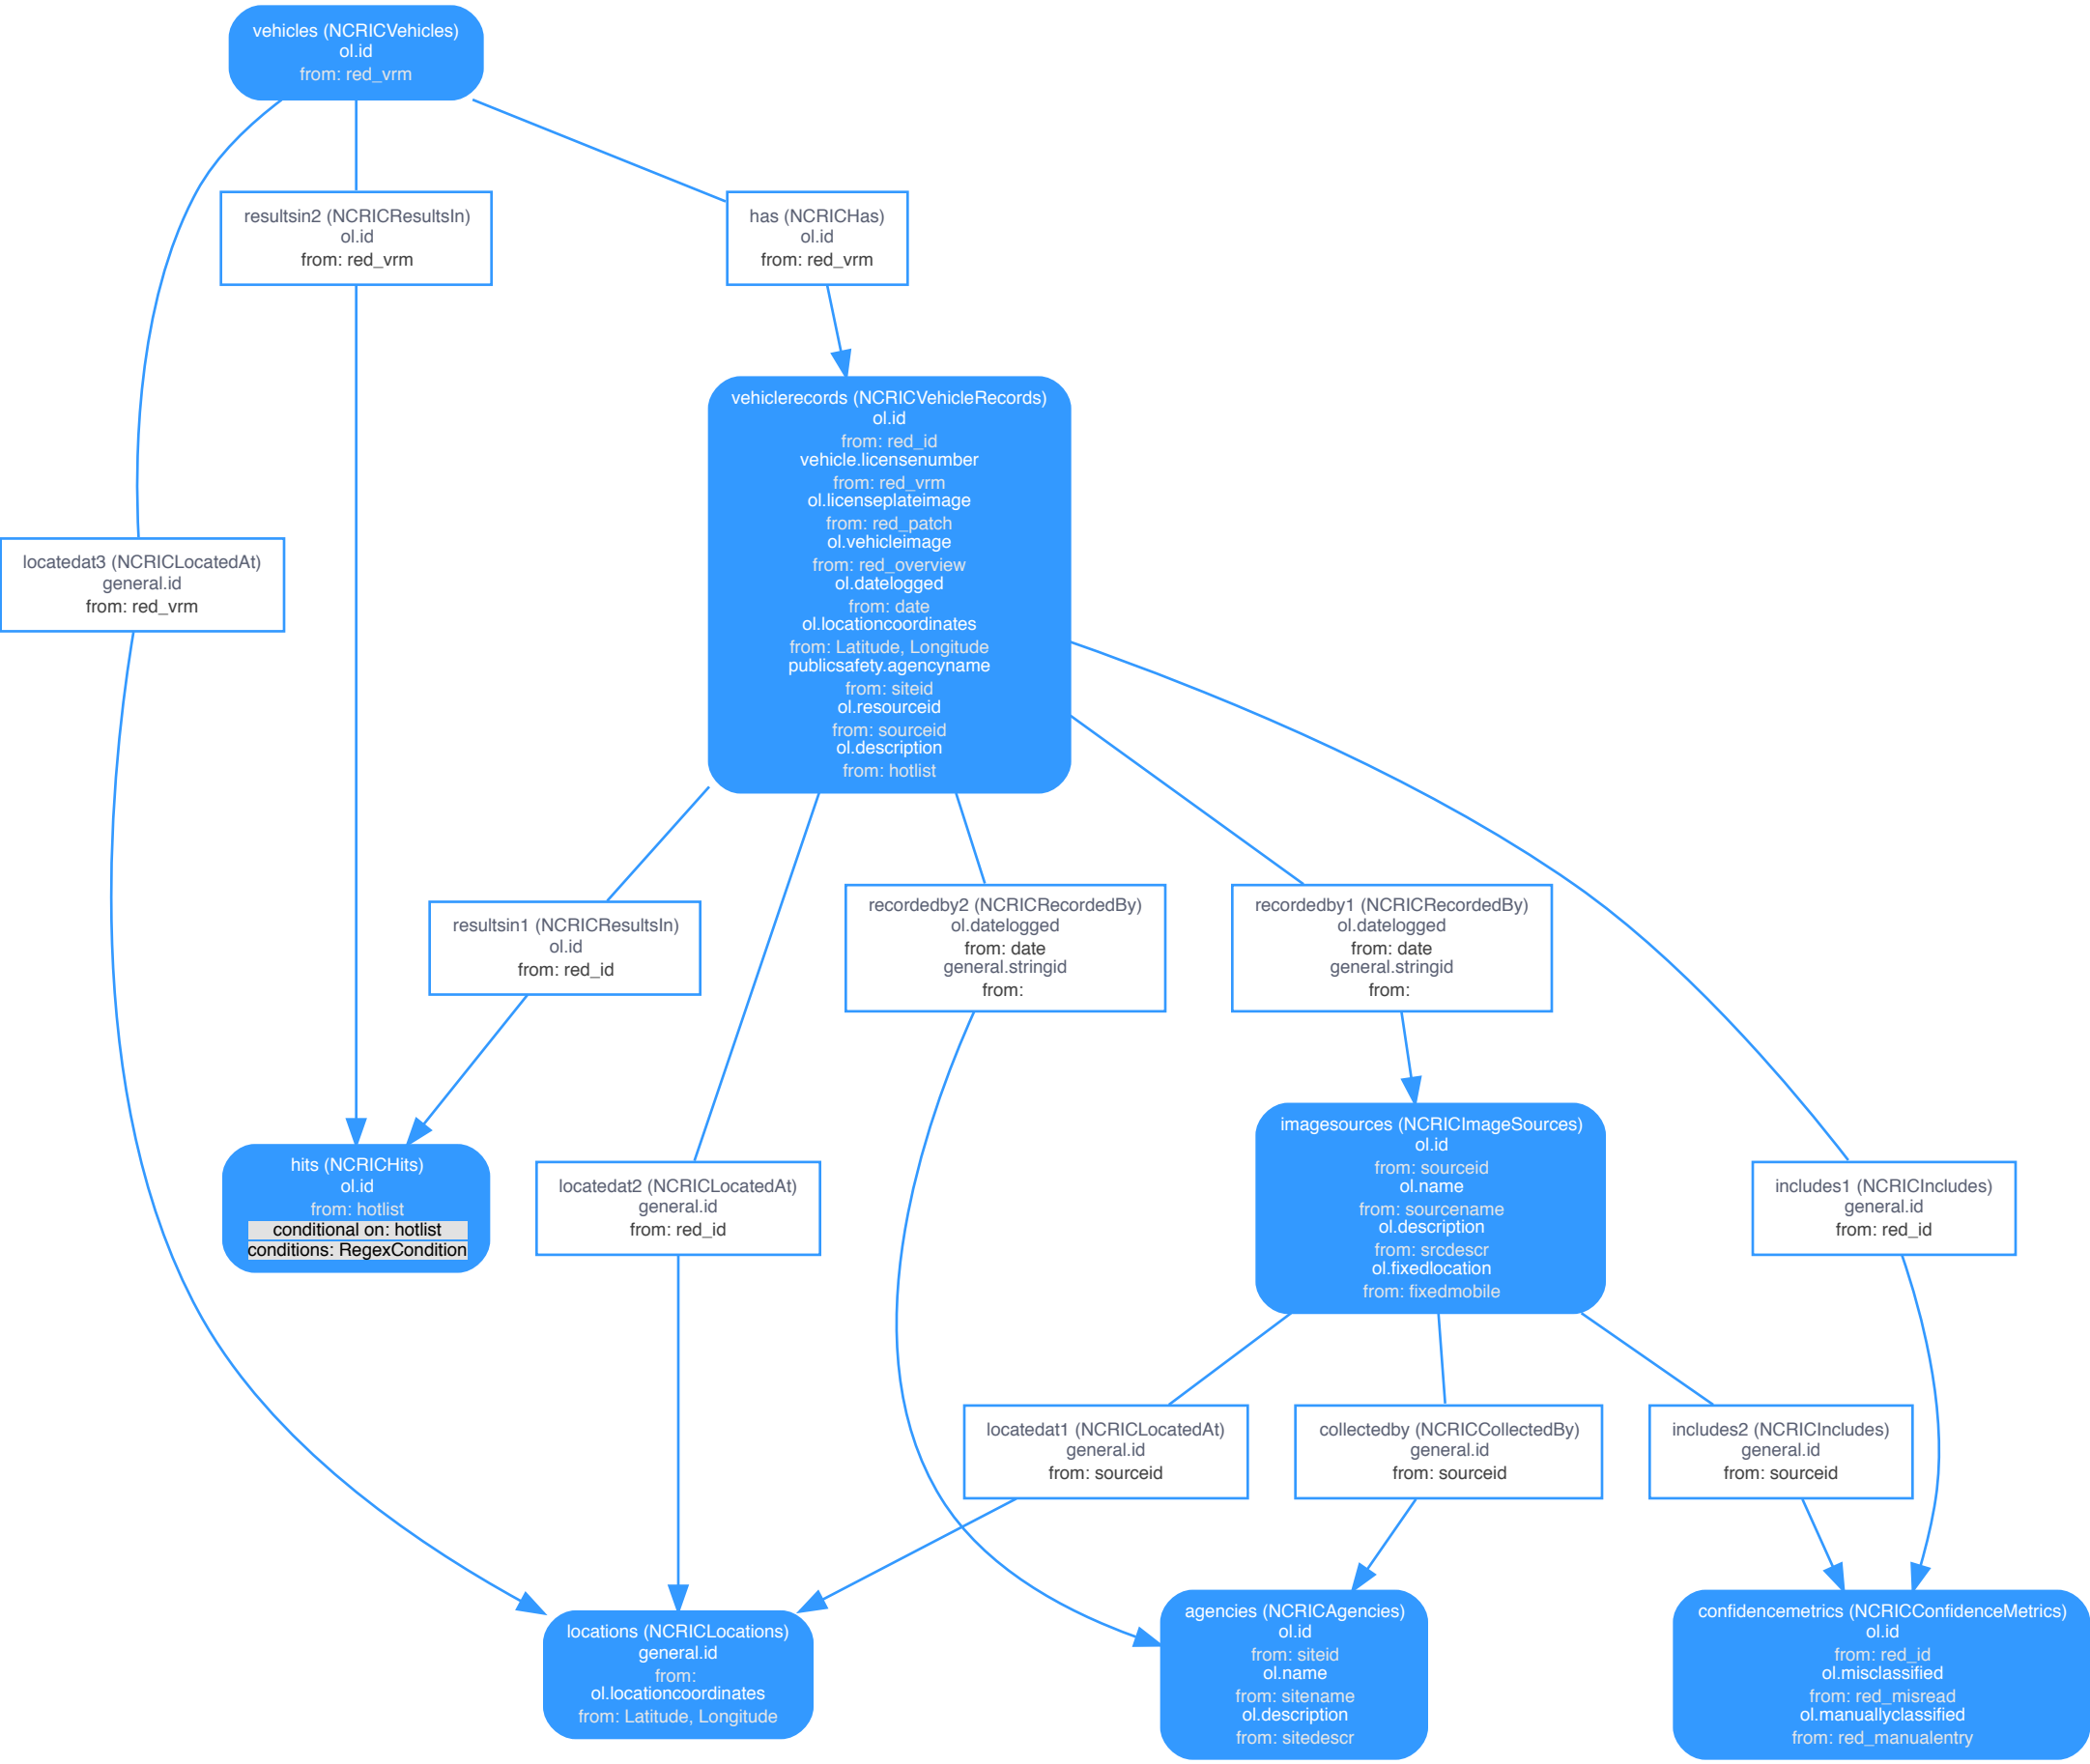 vehicles (NCRICVehicles)
ol.id
from: red_vrm
resultsin2 (NCRICResultsIn)
ol.id
from: red_vrm
has (NCRICHas)
ol.id
from: red_vrm
vehiclerecords (NCRICVehicleRecords)
ol.id
from: red_id
vehicle.licensenumber
from: red_vrm
ol.licenseplateimage
from: red_patch
ol.vehicleimage
from: red_overview
ol.datelogged
from: date
ol.locationcoordinates
from: Latitude, Longitude
publicsafety.agencyname
from: siteid
ol.resourceid
from: sourceid
ol.description
from: hotlist
locatedat3 (NCRICLocatedAt)
general.id
from: red_vrm
resultsin1 (NCRICResultsIn)
ol.id
from: red_id
recordedby2 (NCRICRecordedBy)
ol.datelogged
from: date
general.stringid
from:
recordedby1 (NCRICRecordedBy)
ol.datelogged
from: date
general.stringid
from:
hits (NCRICHits)
ol.id
from: hotlist
conditional on: hotlist
conditions: RegexCondition
locatedat2 (NCRICLocatedAt)
general.id
from: red_id
imagesources (NCRICImageSources)
ol.id
from: sourceid
ol.name
from: sourcename
ol.description
from: srcdescr
ol.fixedlocation
from: fixedmobile
includes1 (NCRICIncludes)
general.id
from: red_id
locatedat1 (NCRICLocatedAt)
general.id
from: sourceid
collectedby (NCRICCollectedBy)
general.id
from: sourceid
includes2 (NCRICIncludes)
general.id
from: sourceid
locations (NCRICLocations)
general.id
from:
ol.locationcoordinates
from: Latitude, Longitude
agencies (NCRICAgencies)
ol.id
from: siteid
ol.name
from: sitename
ol.description
from: sitedescr
confidencemetrics (NCRICConfidenceMetrics)
ol.id
from: red_id
ol.misclassified
from: red_misread
ol.manuallyclassified
from: red_manualentry